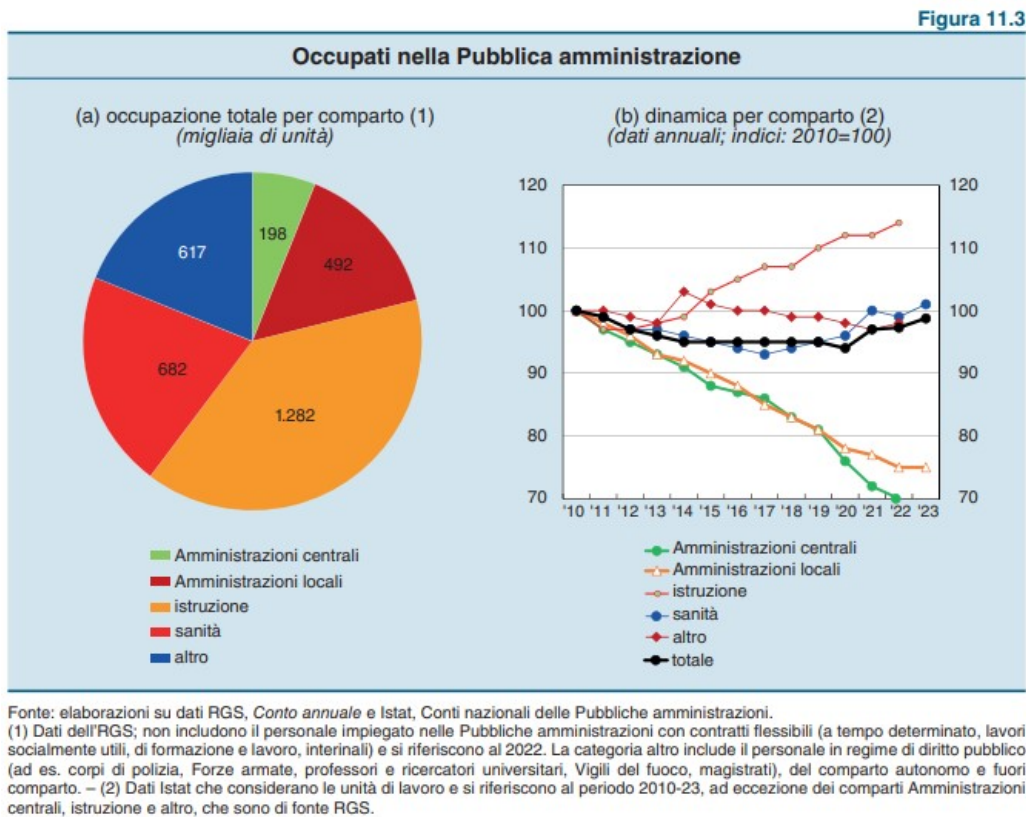 Figura 11.3
Occupati nella Pubblica amministrazione
(a) occupazione totale per comparto (1)
(migliaia di unità)
198
492
1.282
682
617
Amministrazioni centrali
Amministrazioni locali
istruzione
sanità
altro
(b) dinamica per comparto (2)
(dati annuali; indici: 2010=100)
120 120
110 110
100 100
90 90
80 80
70 70
'10 '11 '12 '13 '14 '15 '16 '17 '18 '19 '20 '21 '22 '23
Amministrazioni centrali
Amministrazioni locali
istruzione
sanità
altro
totale
Fonte: elaborazioni su dati RGS, Conto annuale e Istat, Conti nazionali delle Pubbliche amministrazioni.
(1) Dati dell'RGS; non includono il personale impiegato nelle Pubbliche amministrazioni con contratti flessibili (a tempo determinato, lavori
socialmente utili, di formazione e lavoro, interinali) e si riferiscono al 2022. La categoria altro include il personale in regime di diritto pubblico
(ad es. corpi di polizia, Forze armate, professori e ricercatori universitari, Vigili del fuoco, magistrati), del comparto autonomo e fuori
comparto. – (2) Dati Istat che considerano le unità di lavoro e si riferiscono al periodo 2010-23, ad eccezione dei comparti Amministrazioni
centrali, istruzione e altro, che sono di fonte RGS.